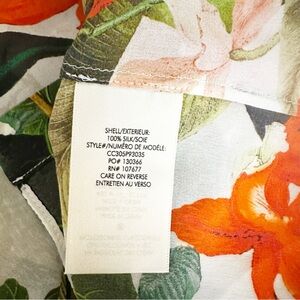 SHELL/EXTERIEUR:
100% SILK/SOIE
STYLE#/NUMÉRO DE MODÈLE:
CC305P93035
PO# 130366
RN# 107677
CARE ON REVERSE
ENTRETIEN AU VERSO